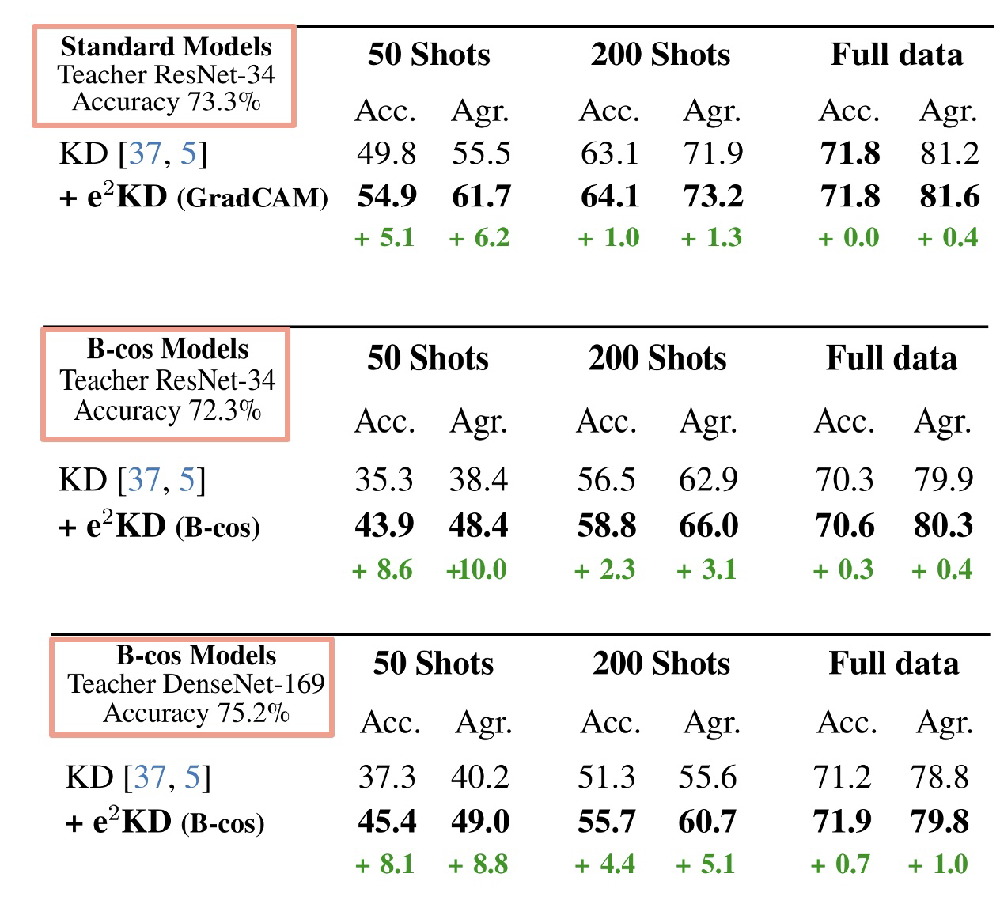 Standard Models 50 Shots 200 Shots Full data
Teacher ResNet-34
Accuracy 73.3% Acc. Agr. Acc. Agr. Acc. Agr.
KD [37, 5] 49.8 55.5 63.1 71.9 71.8 81.2
+ e²KD (GradCAM) 54.9 61.7 64.1 73.2 71.8 81.6
+ 5.1 + 6.2 + 1.0 + 1.3 + 0.0 + 0.4
B-cos Models 50 Shots 200 Shots Full data
Teacher ResNet-34
Accuracy 72.3% Acc. Agr. Acc. Agr. Acc. Agr.
KD [37, 5] 35.3 38.4 56.5 62.9 70.3 79.9
+ e²KD (B-cos) 43.9 48.4 58.8 66.0 70.6 80.3
+ 8.6 +10.0 + 2.3 + 3.1 + 0.3 + 0.4
B-cos Models 50 Shots 200 Shots Full data
Teacher DenseNet-169
Accuracy 75.2% Acc. Agr. Acc. Agr. Acc. Agr.
KD [37, 5] 37.3 40.2 51.3 55.6 71.2 78.8
+ e²KD (B-cos) 45.4 49.0 55.7 60.7 71.9 79.8
+ 8.1 + 8.8 + 4.4 + 5.1 + 0.7 + 1.0